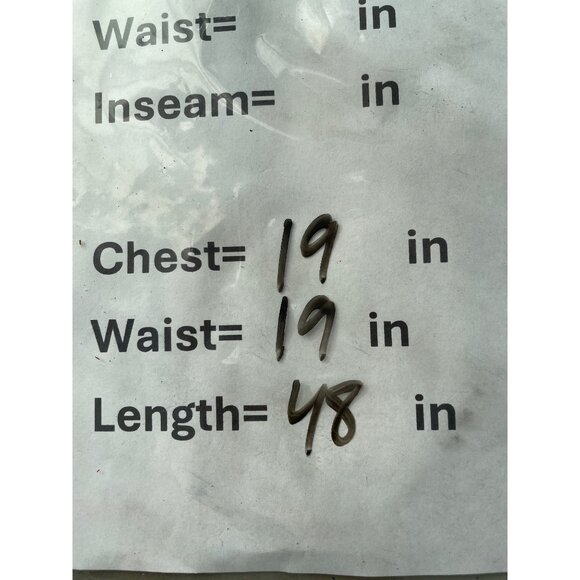 Waist= in
Inseam= in
Chest= 19 in
Waist= 19 in
Length= 48 in